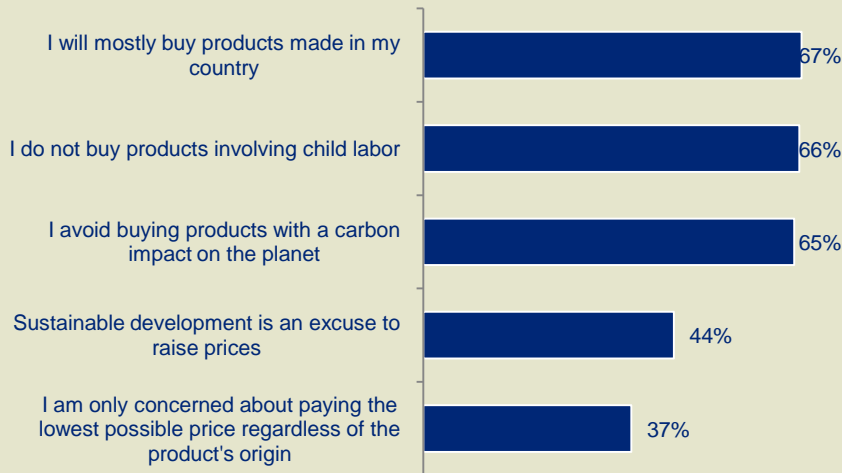 I will mostly buy products made in my
country
67%
I do not buy products involving child labor
66%
I avoid buying products with a carbon
impact on the planet
65%
Sustainable development is an excuse to
raise prices
44%
I am only concerned about paying the
lowest possible price regardless of the
product's origin
37%